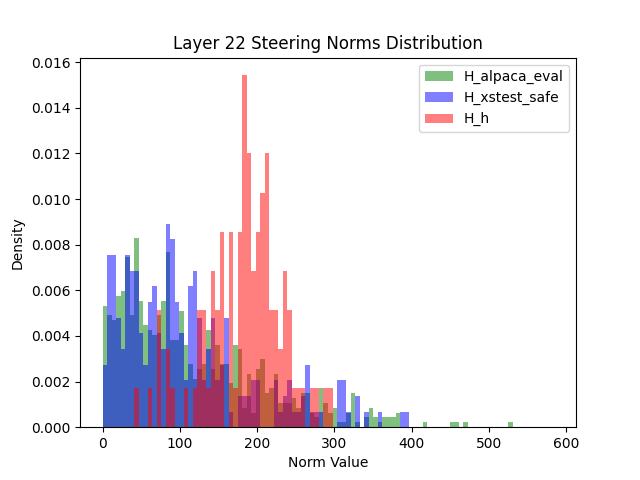 Layer 22 Steering Norms Distribution
H_alpaca_eval
H_xstest_safe
H_h
Density
0.016
0.014
0.012
0.010
0.008
0.006
0.004
0.002
0.000
0 100 200 300 400 500 600
Norm Value